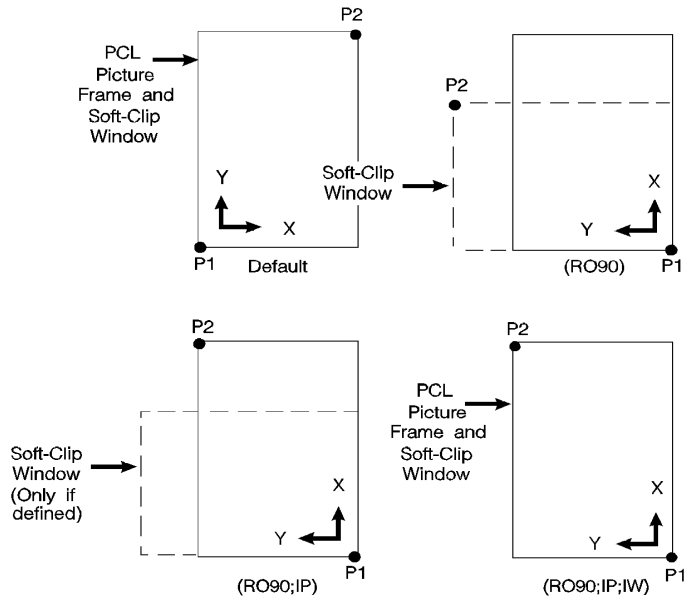 P2
PCL
Picture
Frame and
Soft-Clip
Window
Y
X
P1
Default
P2
Soft-Clip
Window
X
Y
P1
(RO90)
P2
Soft-Clip
Window
(Only if
defined)
X
Y
P1
(RO90;IP)
P2
PCL
Picture
Frame and
Soft-Clip
Window
X
Y
P1
(RO90;IP;IW)